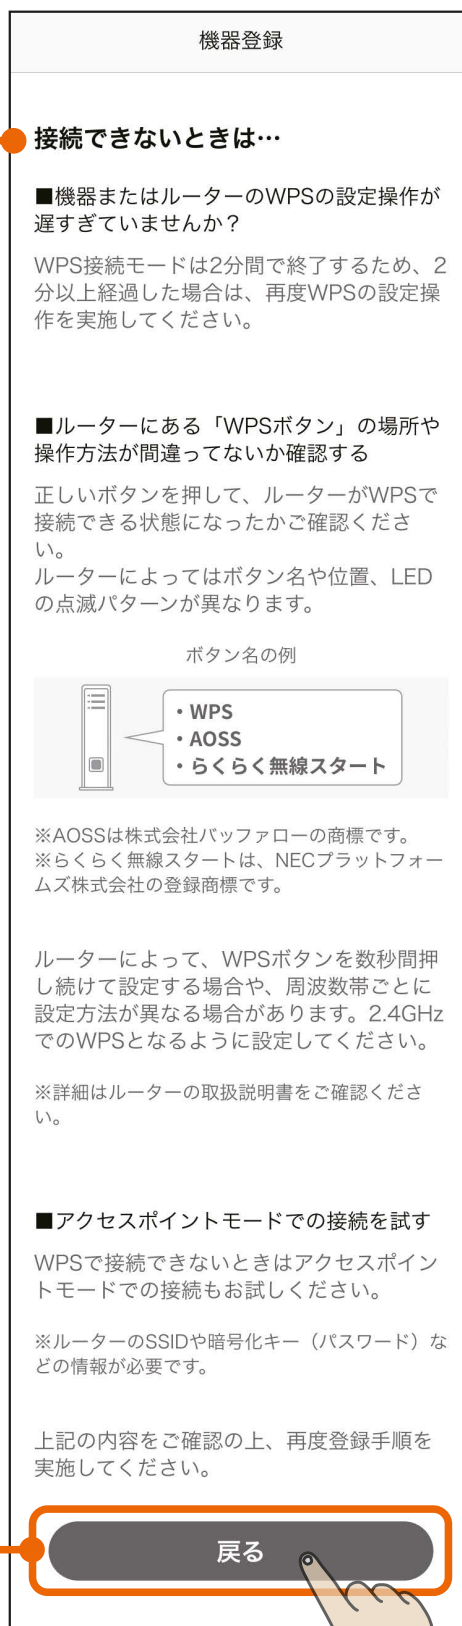 機器登録
接続できないときは…
■機器またはルーターのWPSの設定操作が
遅すぎていませんか？
WPS接続モードは2分間で終了するため、2
分以上経過した場合は、再度WPSの設定操
作を実施してください。
■ルーターにある「WPSボタン」の場所や
操作方法が間違ってないか確認する
正しいボタンを押して、ルーターがWPSで
接続できる状態になったかご確認くださ
い。
ルーターによってはボタン名や位置、LED
の点滅パターンが異なります。
ボタン名の例
・WPS
・AOSS
・らくらく無線スタート
※AOSSは株式会社バッファローの商標です。
※らくらく無線スタートは、NECプラットフォー
ムズ株式会社の登録商標です。
ルーターによって、WPSボタンを数秒間押
し続けて設定する場合や、周波数帯ごとに
設定方法が異なる場合があります。2.4GHz
でのWPSとなるように設定してください。
※詳細はルーターの取扱説明書をご確認くださ
い。
■アクセスポイントモードでの接続を試す
WPSで接続できないときはアクセスポイン
トモードでの接続もお試しください。
※ルーターのSSIDや暗号化キー（パスワード）な
どの情報が必要です。
上記の内容をご確認の上、再度登録手順を
実施してください。
戻る